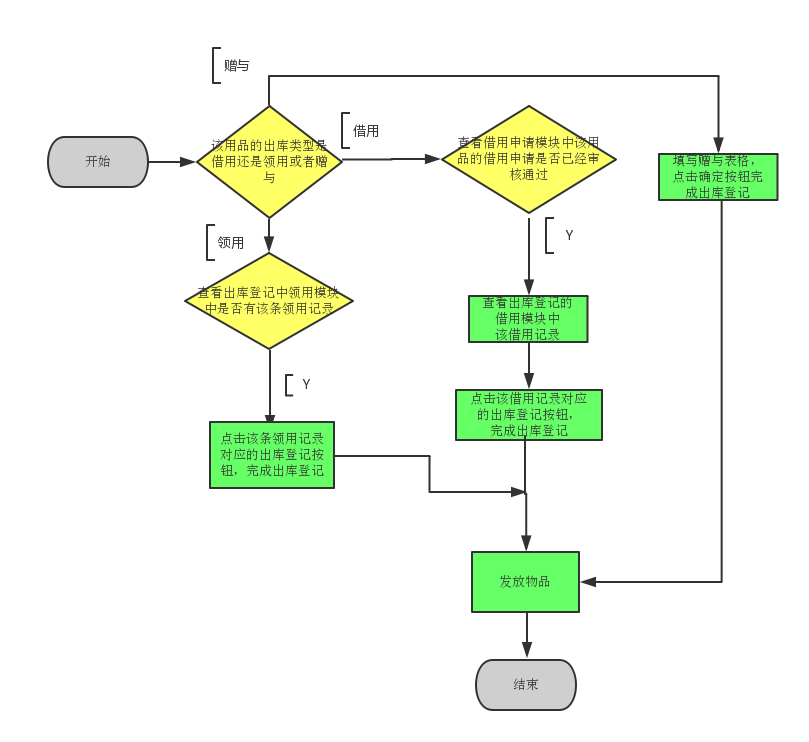 赠与
借用
开始
该用品的出库类型是
借用还是领用或者赠
与
查看借用申请模块中该用
品的借用申请是否已经审
核通过
填写赠与表格，
点击确定按钮完
成出库登记
领用
Y
查看出库登记中领用模块
中是否有该条领用记录
查看出库登记的
借用模块中
该借用记录
Y
点击该借用记录对应
的出库登记按钮，
完成出库登记
点击该条领用记录
对应的出库登记按
钮，完成出库登记
发放物品
结束